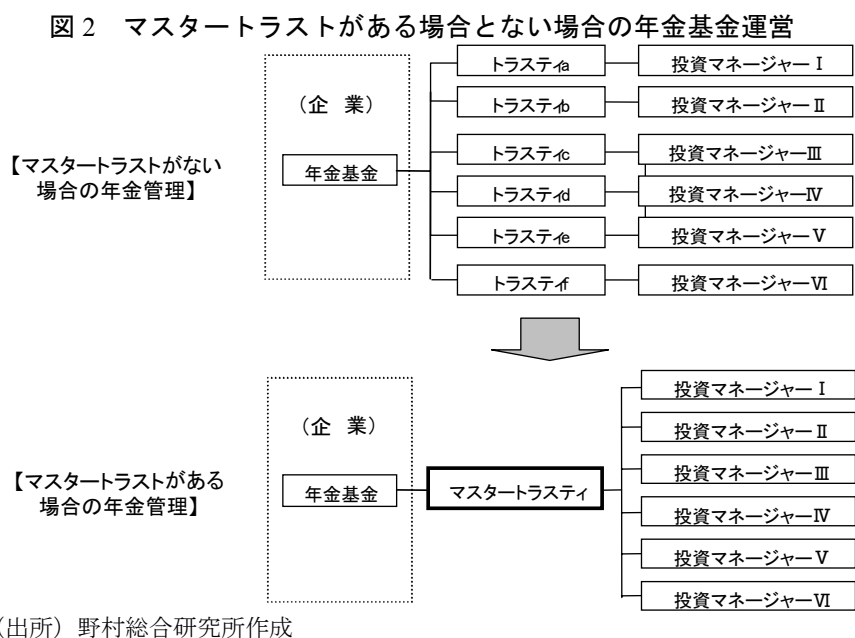 図2 マスタートラストがある場合とない場合の年金基金運営
(企 業)
【マスタートラストがない
場合の年金管理】
年金基金
トラスティa
投資マネージャーⅠ
トラスティb
投資マネージャーⅡ
トラスティc
投資マネージャーⅢ
トラスティd
投資マネージャーⅣ
トラスティe
投資マネージャーⅤ
トラスティf
投資マネージャーⅥ
(企 業)
【マスタートラストがある
場合の年金管理】
年金基金
マスタートラスティ
投資マネージャーⅠ
投資マネージャーⅡ
投資マネージャーⅢ
投資マネージャーⅣ
投資マネージャーⅤ
投資マネージャーⅥ
(出所)野村総合研究所作成